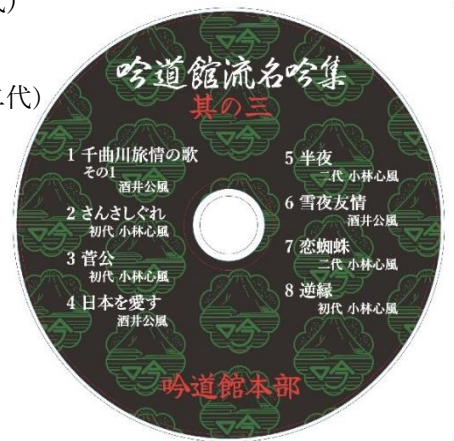 代)
二代)
吟道館流名吟集
其の三
1 千曲川旅情の歌
その1
酒井公風
2 さんさしぐれ
初代 小林心風
3 菅公
初代 小林心風
4 日本を愛す
酒井公風
5 半夜
二代 小林心風
6 雪夜友情
酒井公風
7 恋蜘蛛
二代 小林心風
8 逆縁
初代 小林心風
吟道館本部
吟